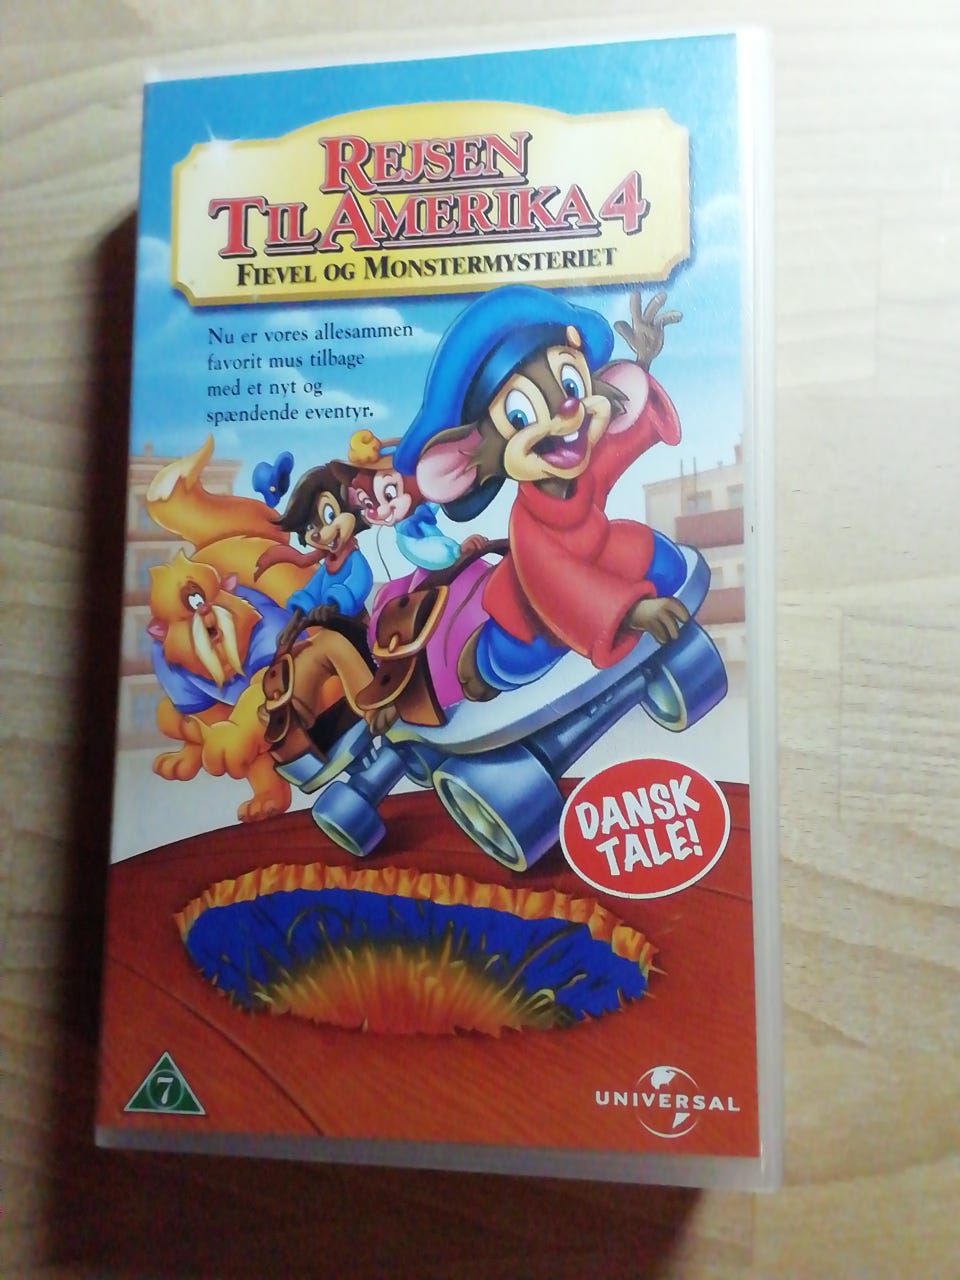 REJSEN
TIL AMERIKA 4
FIEVEL OG MONSTERMYSTERIET
Nu er vores allesammen
favorit mus tilbage
med et nyt og
spændende eventyr.
DANSK
TALE!
7
UNIVERSAL